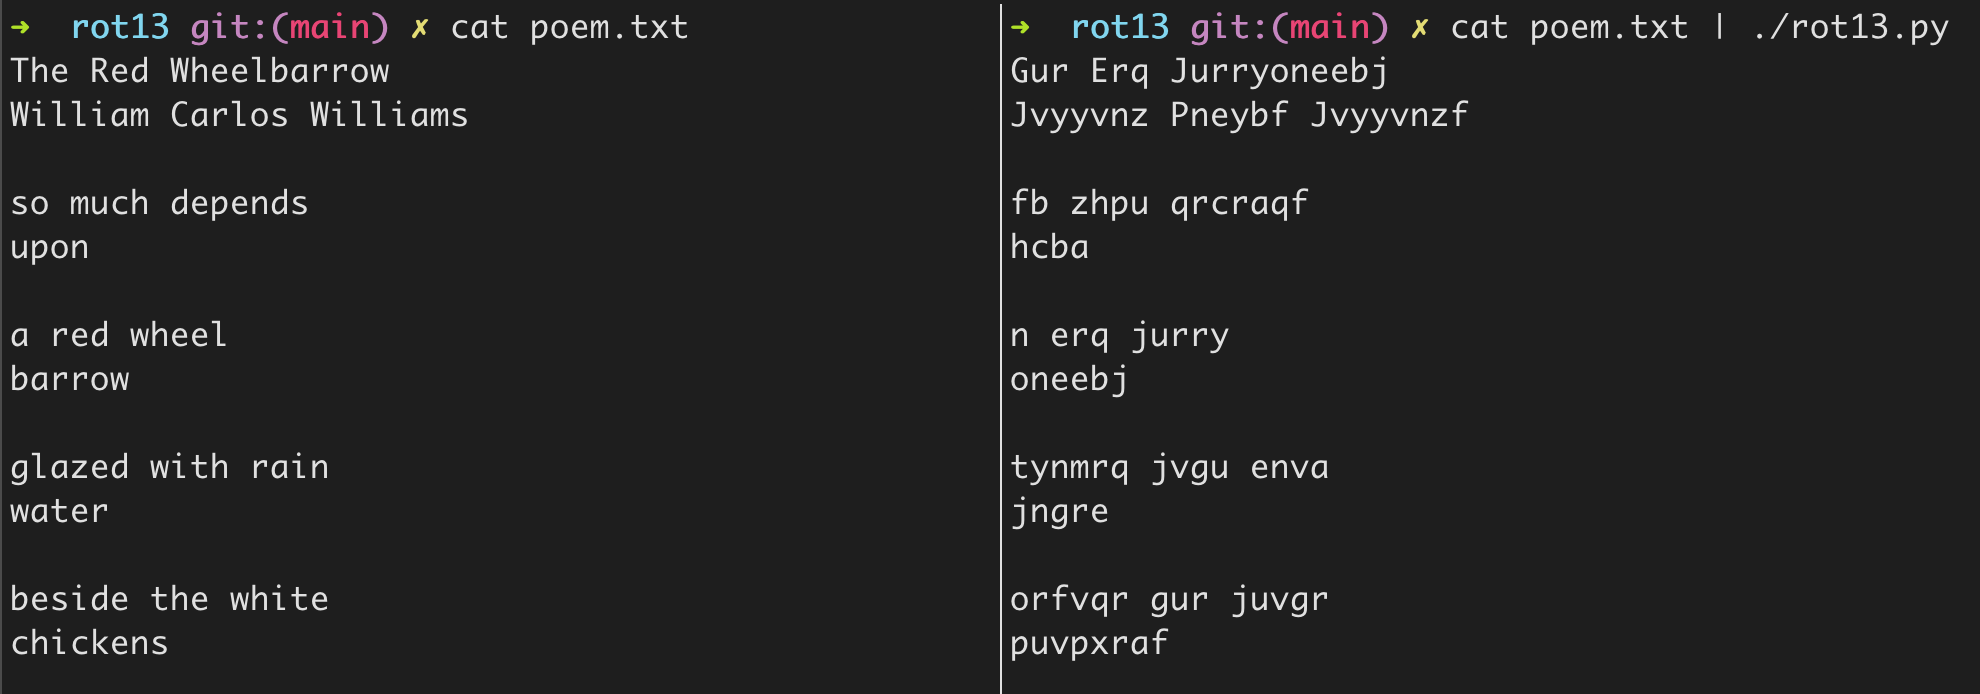 ➜  rot13 git:(main) ✗ cat poem.txt
The Red Wheelbarrow
William Carlos Williams

so much depends
upon

a red wheel
barrow

glazed with rain
water

beside the white
chickens

➜  rot13 git:(main) ✗ cat poem.txt | ./rot13.py
Gur Erq Jurryoneebj
Jvyyvnz Pneybf Jvyyvnzf

fb zhpu qrcraqf
hcba

n erq jurry
oneebj

tynmrq jvgu enva
jngre

orfvqr gur juvgr
puvpxraf